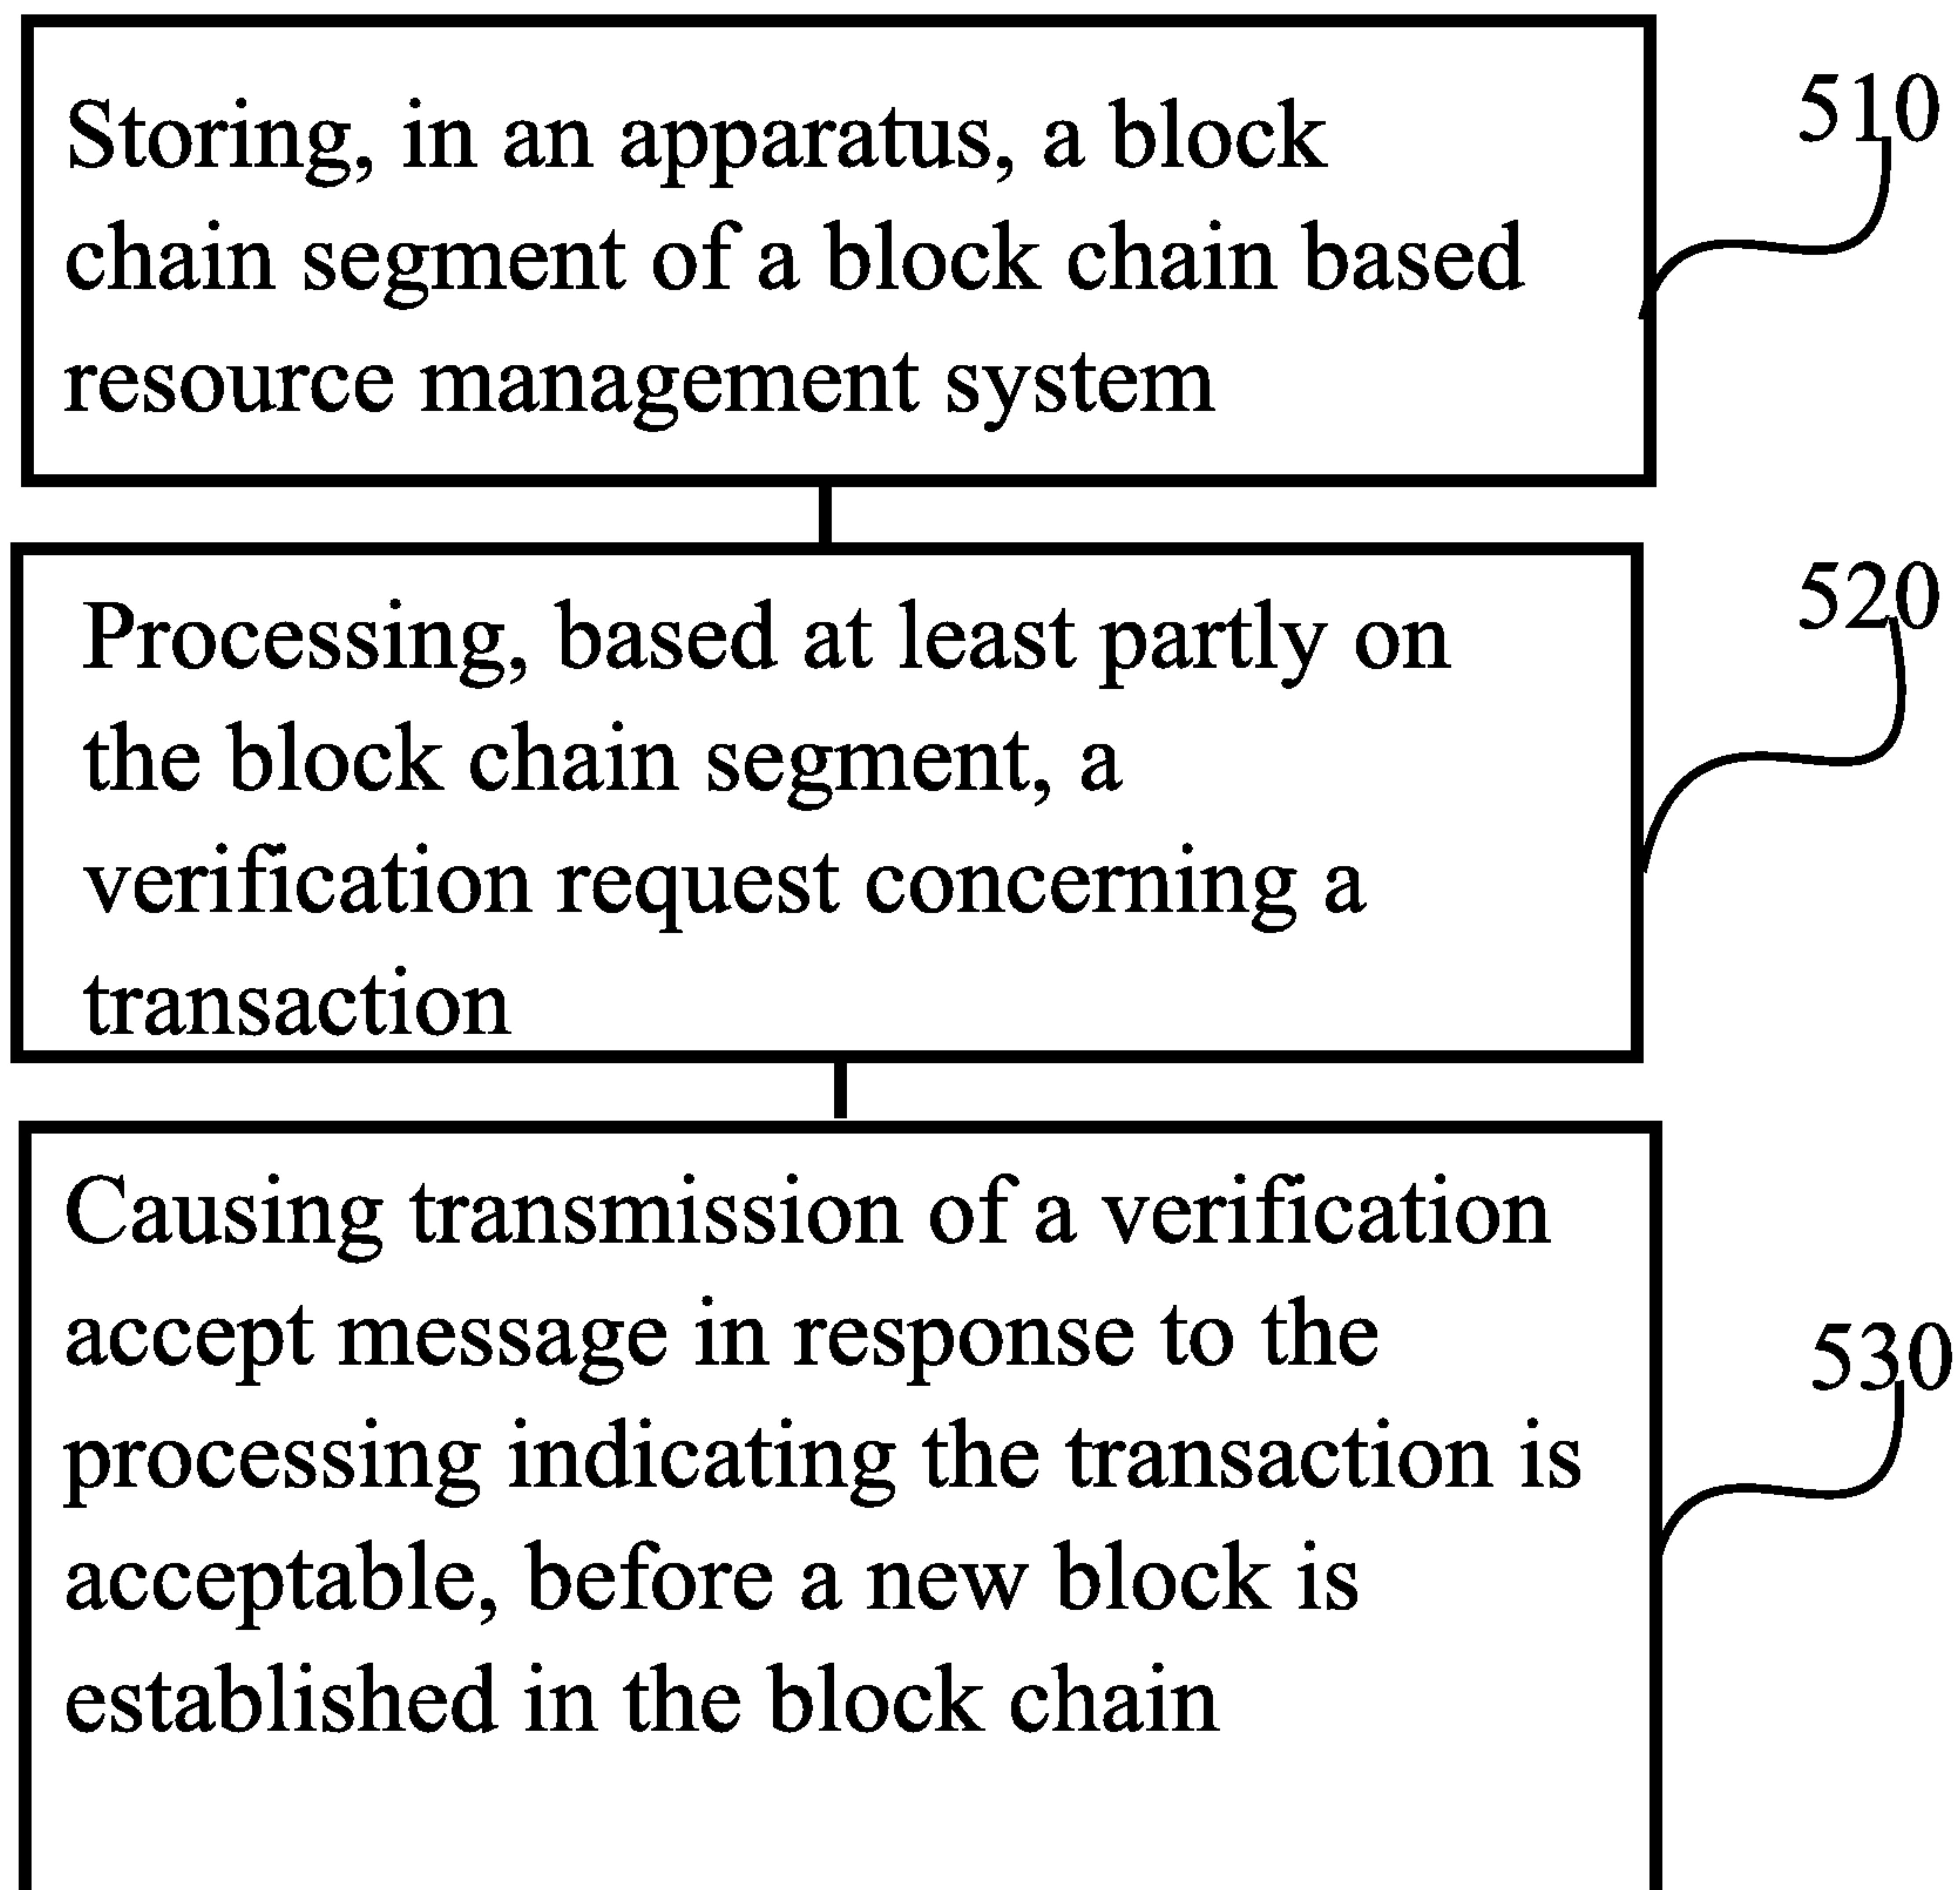 Storing, in an apparatus, a block
chain segment of a block chain based
resource management system
510
Processing, based at least partly on
the block chain segment, a
verification request concerning a
transaction
520
Causing transmission of a verification
accept message in response to the
processing indicating the transaction is
acceptable, before a new block is
established in the block chain
530